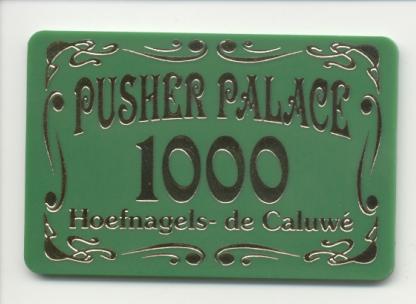 PUSHER PALACE
1000
Hoefnagels- de Caluwé